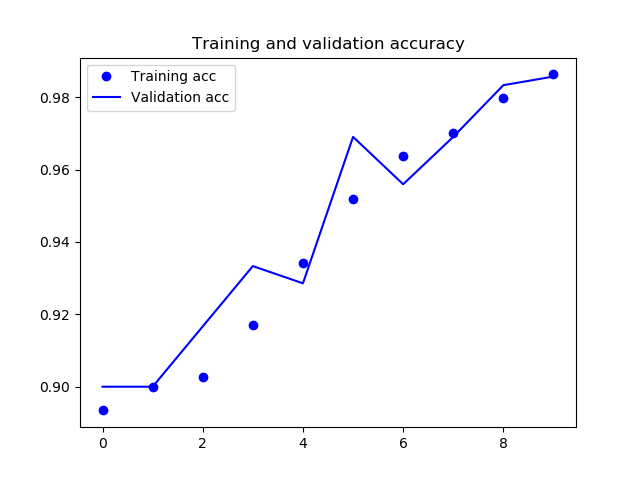 Training and validation accuracy
Training acc
Validation acc
0.98
0.96
0.94
0.92
0.90
0 2 4 6 8